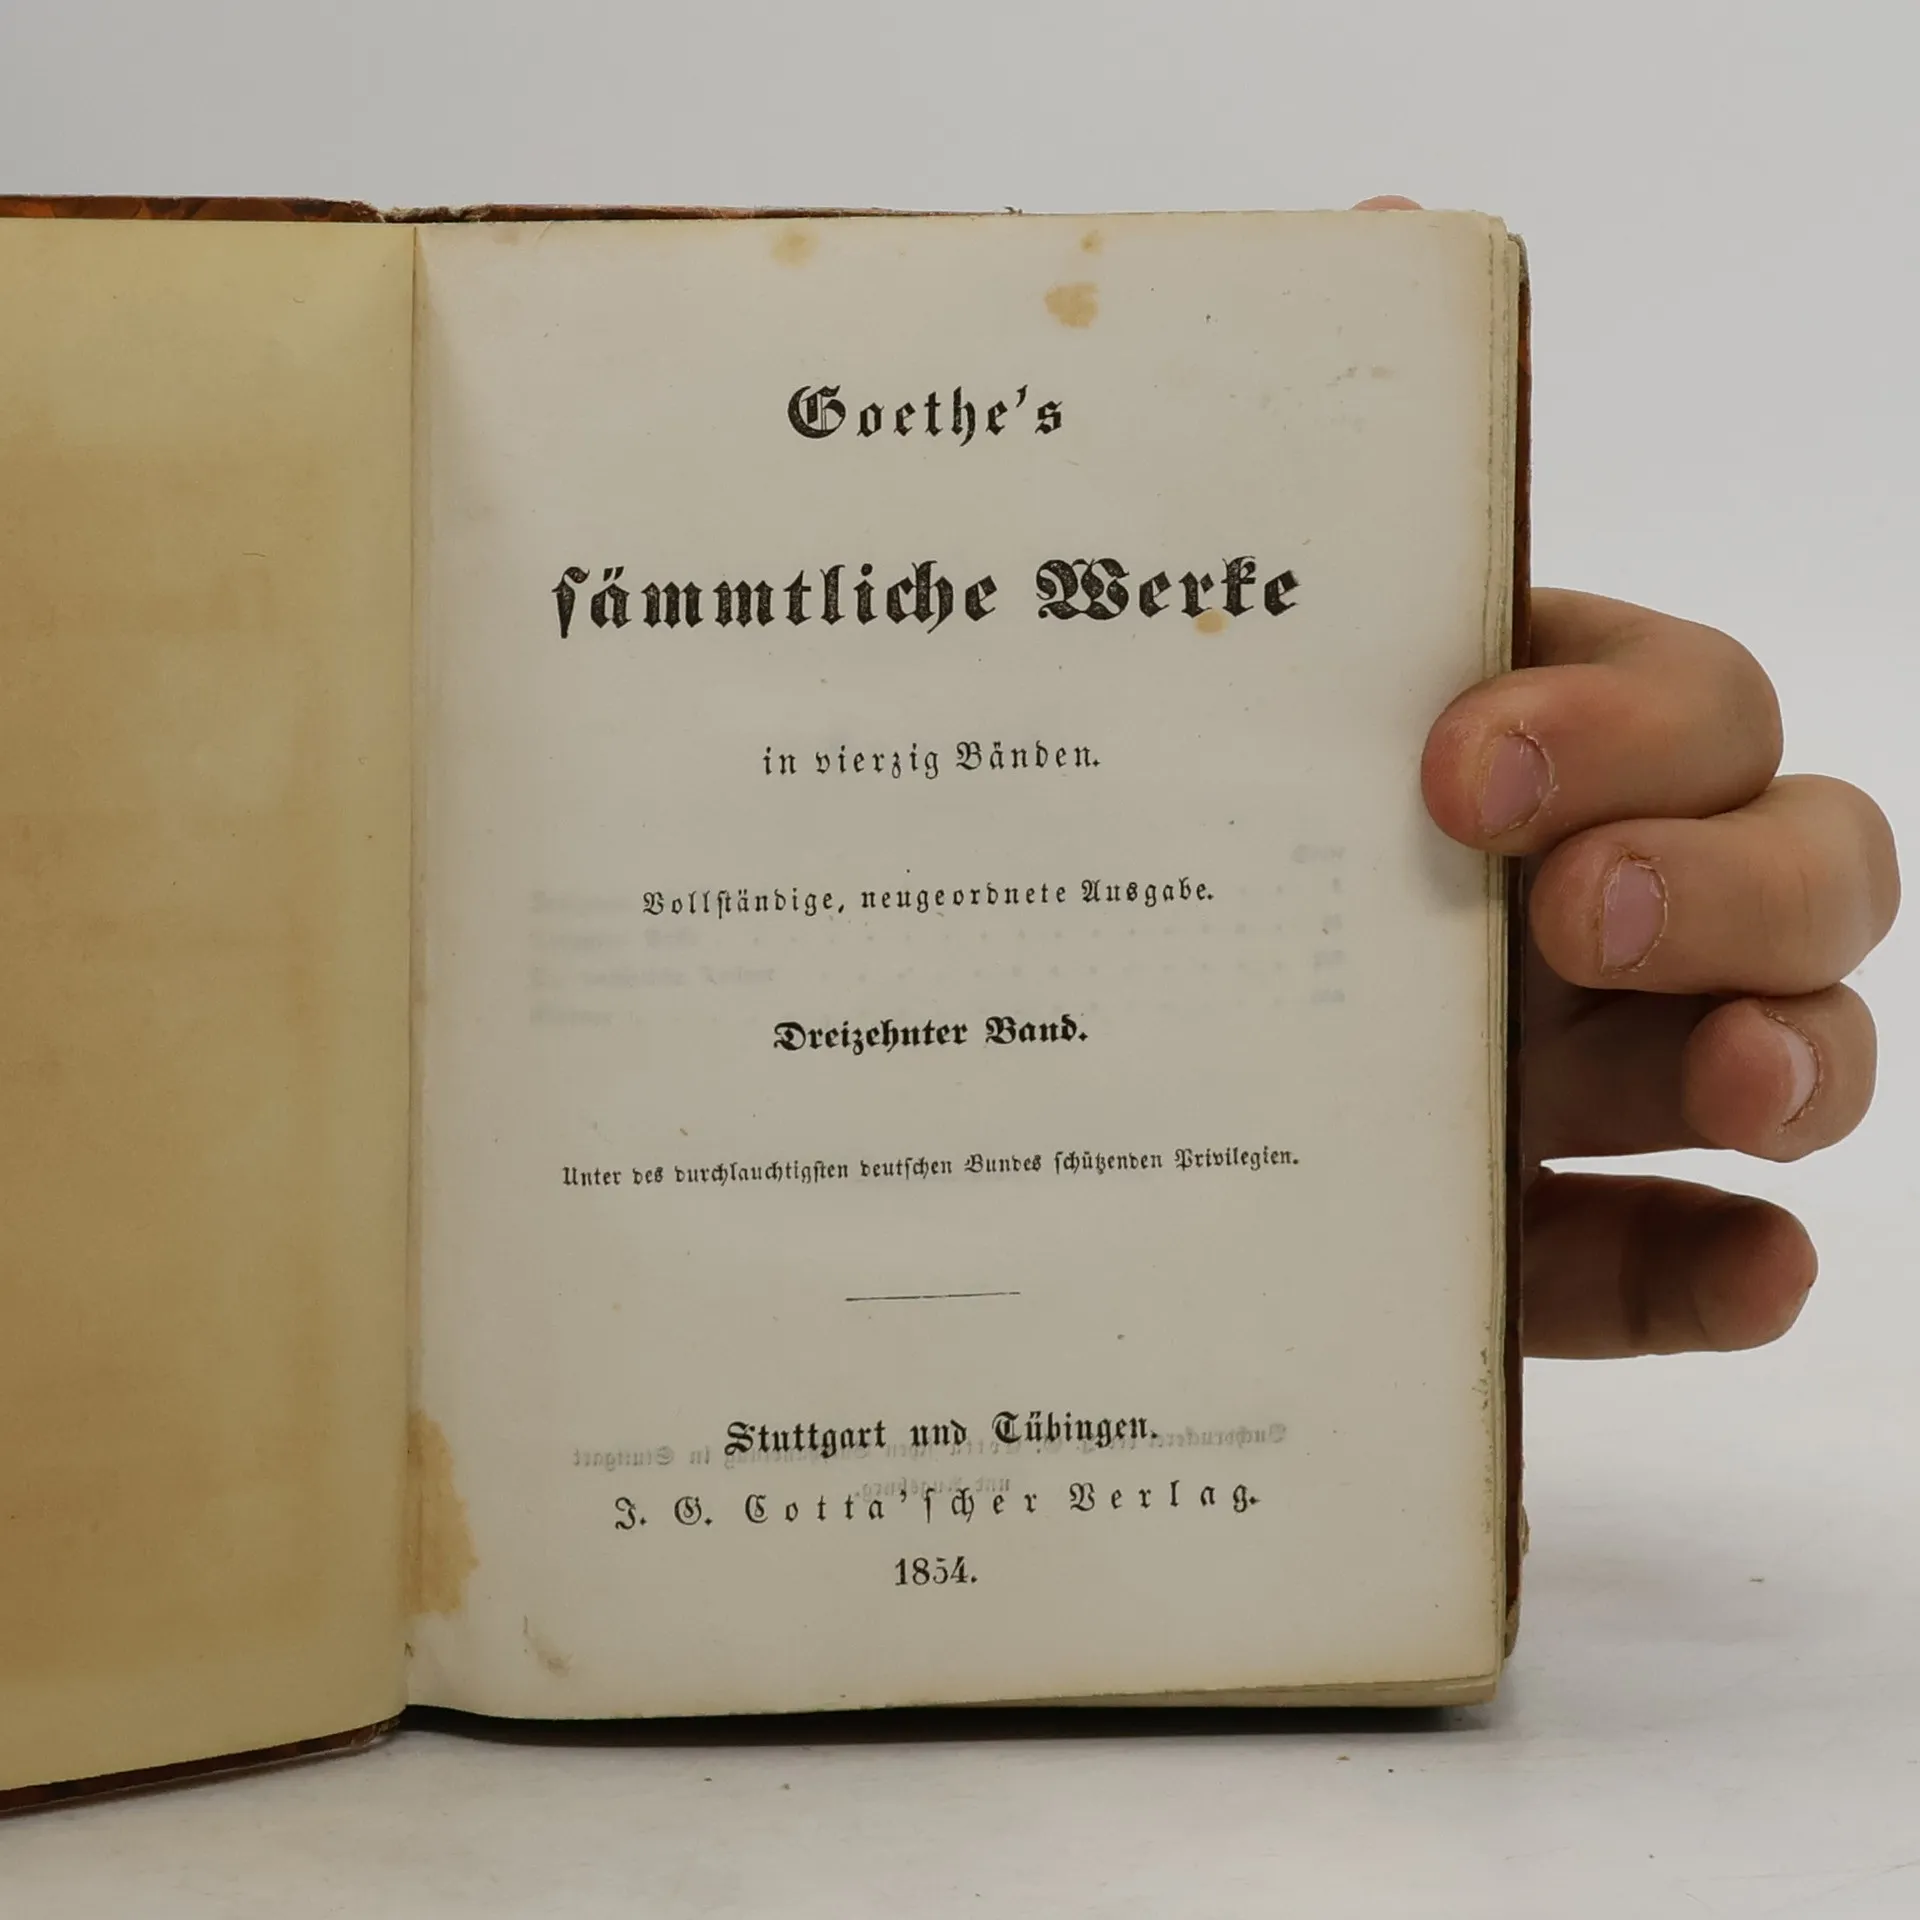 Goethe's
sämmtliche Werke
in vierzig Bänden.
Vollständige, neugeordnete Ausgabe.
Dreizehnter Band.
Unter des durchlauchtigsten deutschen Bundes schützenden Privilegien.
Stuttgart und Tübingen.
J. G. Cotta'scher Verlag.
1854.